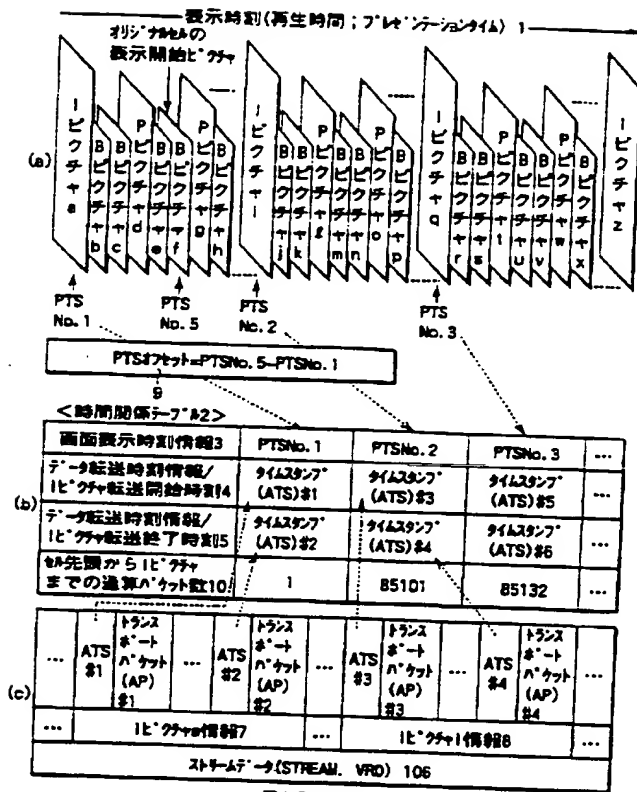 表示時刻(再生時間;プレゼンテーションタイム) 1
オリジナルセルの
表示開始ピクチャ
(a)
Iピクチャa
Bピクチャb
Bピクチャc
Pピクチャd
Bピクチャe
Bピクチャf
Pピクチャg
Bピクチャh
Iピクチャi
Bピクチャj
Bピクチャk
Pピクチャℓ
Bピクチャm
Bピクチャn
Pピクチャo
Bピクチャp
Iピクチャq
Bピクチャr
Bピクチャs
Pピクチャt
Bピクチャu
Bピクチャv
Pピクチャw
Bピクチャx
Iピクチャz
PTS No.1
PTS No.5
PTS No.2
PTS No.3
PTSオフセット=PTSNo.5-PTSNo.1
9
<時間関係テーブル2>
(b)
画面表示時刻情報3 PTSNo.1 PTSNo.2 PTSNo.3 …
データ転送時刻情報/ タイムスタンプ タイムスタンプ タイムスタンプ
Iピクチャ転送開始時刻4 (ATS)#1 (ATS)#3 (ATS)#5 …
データ転送時刻情報/ タイムスタンプ タイムスタンプ タイムスタンプ
Iピクチャ転送終了時刻5 (ATS)#2 (ATS)#4 (ATS)#6 …
セル先頭からIピクチャ
までの通算パケット数10 1 85101 85132 …
(c)
… ATS #1 トランスポートパケット(AP) #1 … ATS #2 トランスポートパケット(AP) #2 … ATS #3 トランスポートパケット(AP) #3 … ATS #4 トランスポートパケット(AP) #4 …
… Iピクチャa情報7 … Iピクチャi情報8 …
ストリームデータ(STREAM. VRO) 106